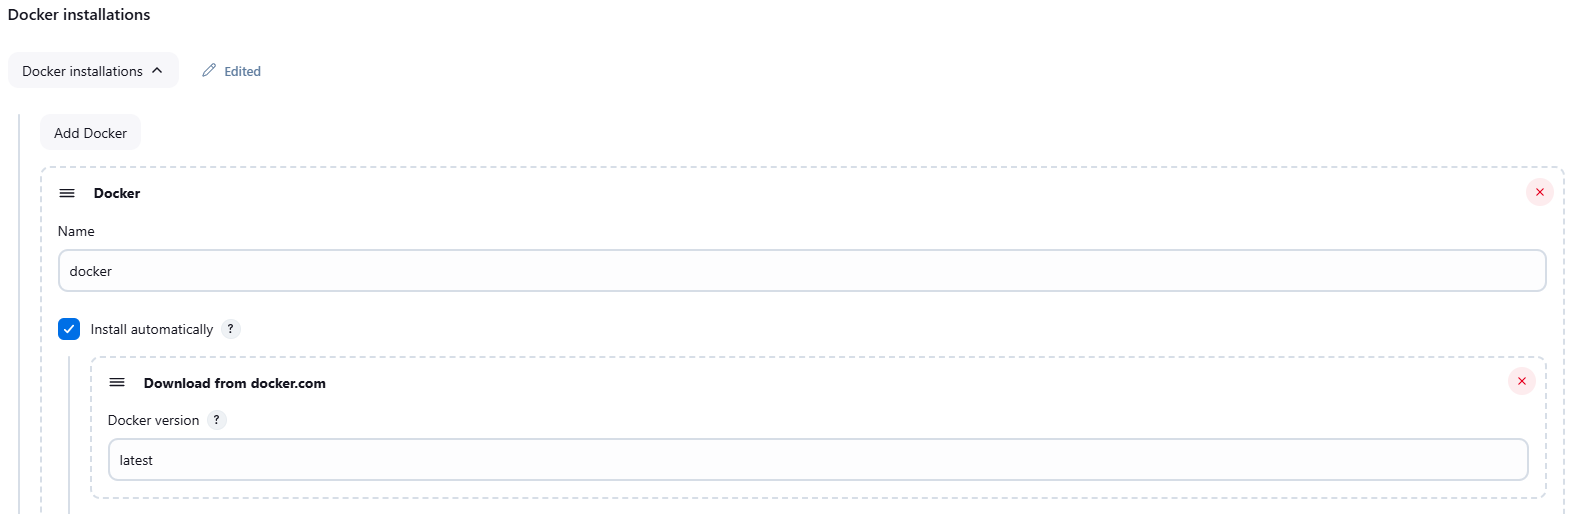 Docker installations
Docker installations
Edited
Add Docker
Docker
Name
docker
Install automatically ?
Download from docker.com
Docker version ?
latest